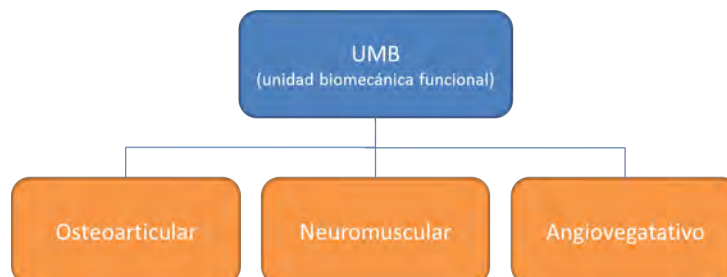 UMB
(unidad biomecánica funcional)
Osteoarticular
Neuromuscular
Angiovegatativo